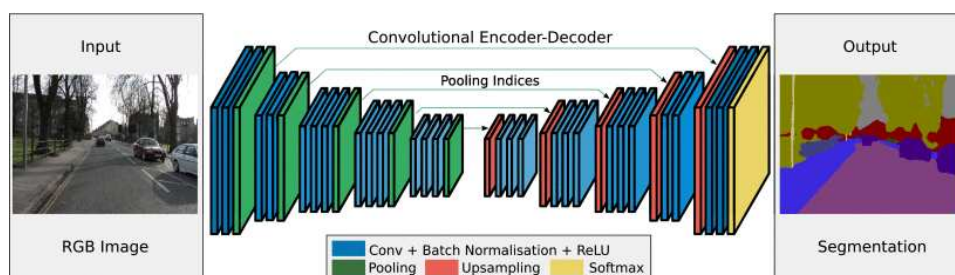 Input
Convolutional Encoder-Decoder
Output
Pooling Indices
RGB Image
Segmentation
Conv + Batch Normalisation + ReLU
Pooling Upsampling Softmax